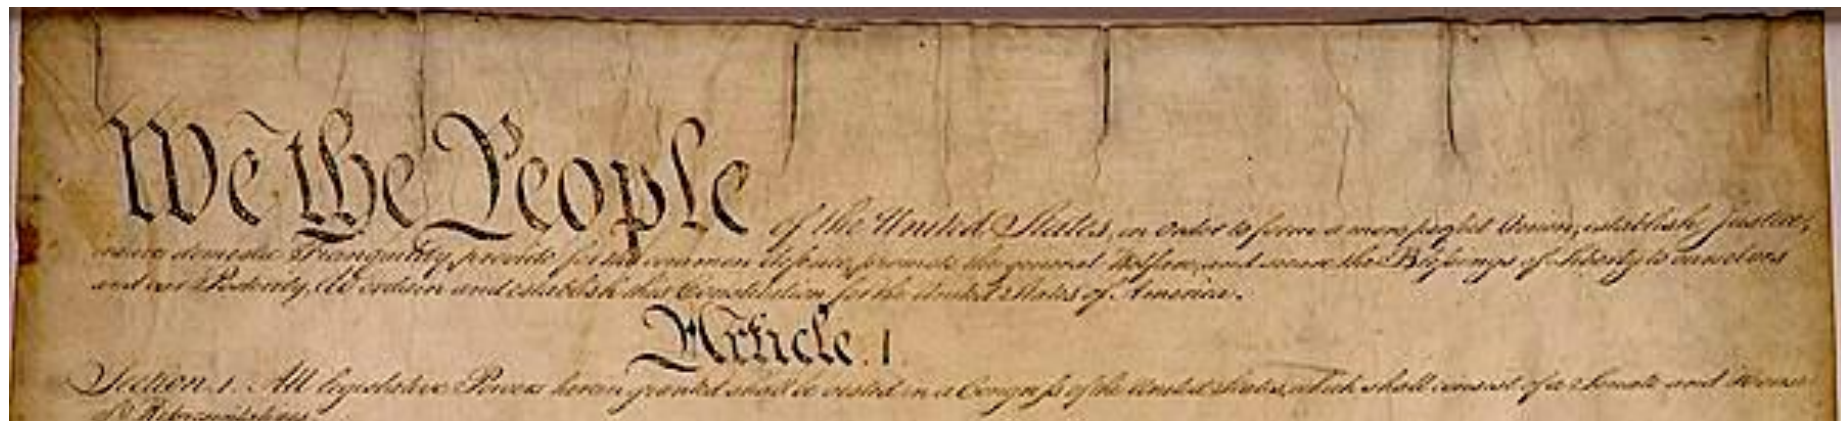 We the People of the United States, in Order to form a more perfect Union, establish Justice,
insure domestic Tranquility, provide for the common defence, promote the general Welfare, and secure the Blessings of Liberty to ourselves
and our Posterity, do ordain and establish this Constitution for the United States of America.
Article. I.
Section. 1. All legislative Powers herein granted shall be vested in a Congress of the United States, which shall consist of a Senate and House
of Representatives.